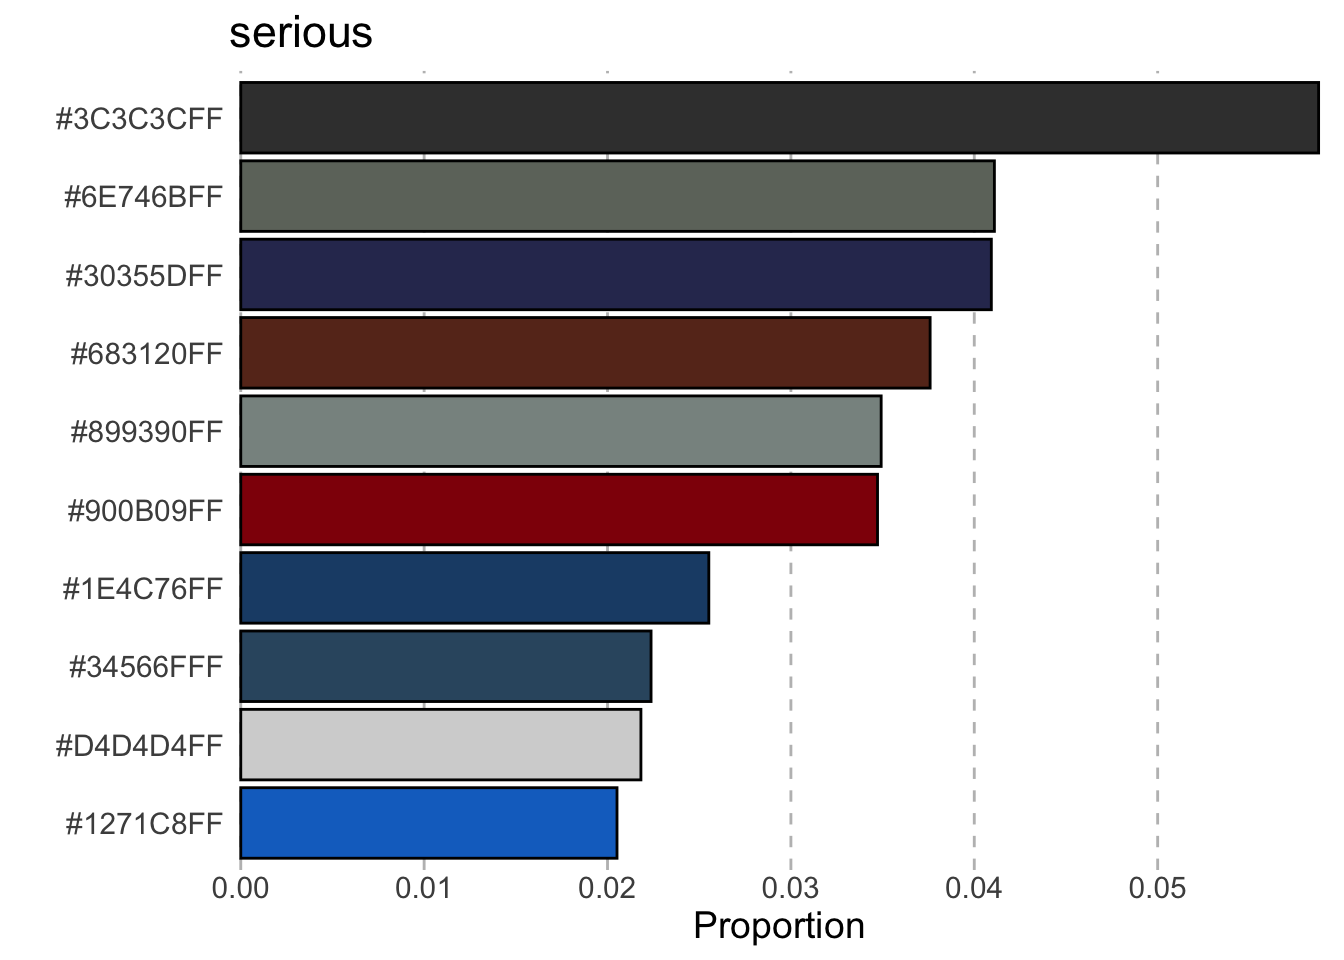 serious
#3C3C3CFF
#6E746BFF
#30355DFF
#683120FF
#899390FF
#900B09FF
#1E4C76FF
#34566FFF
#D4D4D4FF
#1271C8FF
0.00 0.01 0.02 0.03 0.04 0.05
Proportion